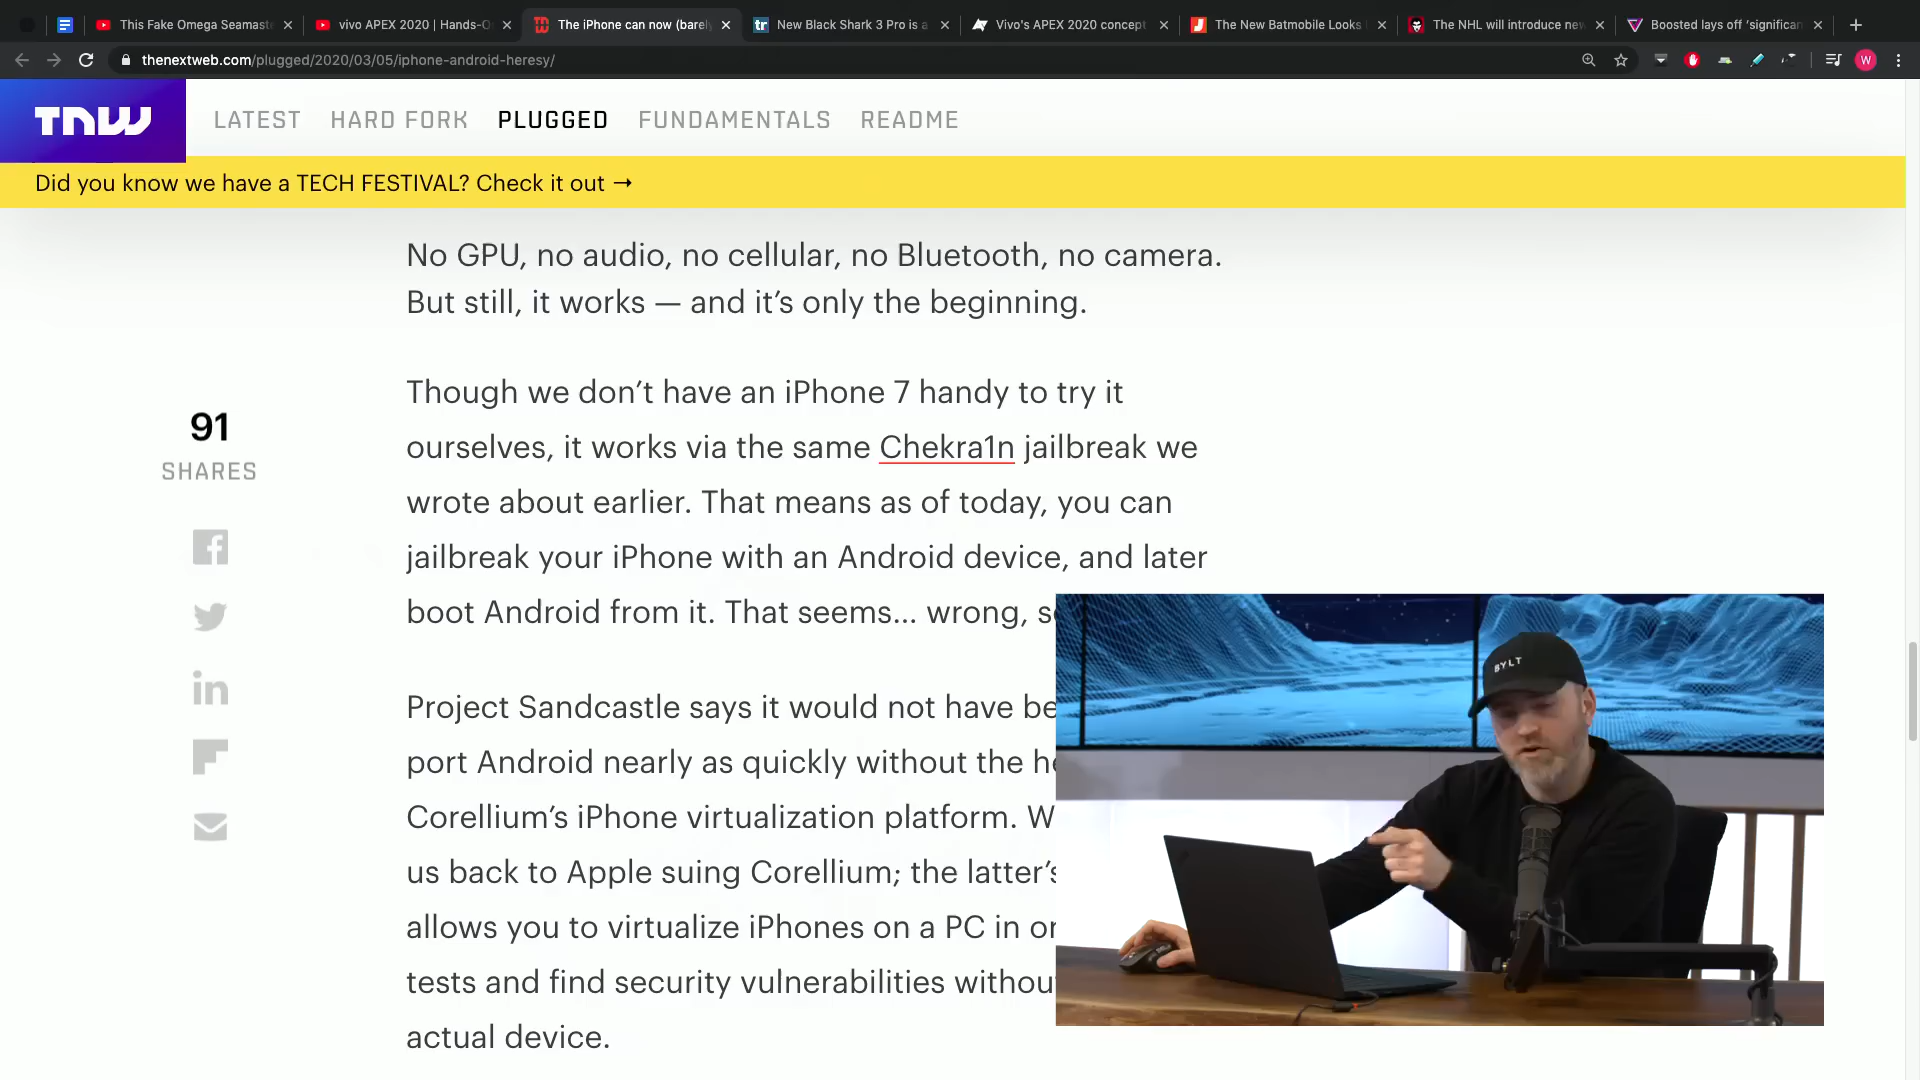 This Fake Omega Seamast
vivo APEX 2020 | Hands-O
The iPhone can now (barel
New Black Shark 3 Pro is a
Vivo's APEX 2020 concept
The New Batmobile Looks
The NHL will introduce new
Boosted lays off 'significan
thenextweb.com/plugged/2020/03/05/iphone-android-heresy/
W
TNW
LATEST
HARD FORK
PLUGGED
FUNDAMENTALS
README
Did you know we have a TECH FESTIVAL? Check it out →
No GPU, no audio, no cellular, no Bluetooth, no camera.
But still, it works — and it's only the beginning.
Though we don't have an iPhone 7 handy to try it
ourselves, it works via the same Chekra1n jailbreak we
wrote about earlier. That means as of today, you can
jailbreak your iPhone with an Android device, and later
boot Android from it. That seems... wrong,
Project Sandcastle says it would not have be
port Android nearly as quickly without the he
Corellium's iPhone virtualization platform. W
us back to Apple suing Corellium; the latter's
allows you to virtualize iPhones on a PC in or
tests and find security vulnerabilities withou
actual device.
91
SHARES
BYLT